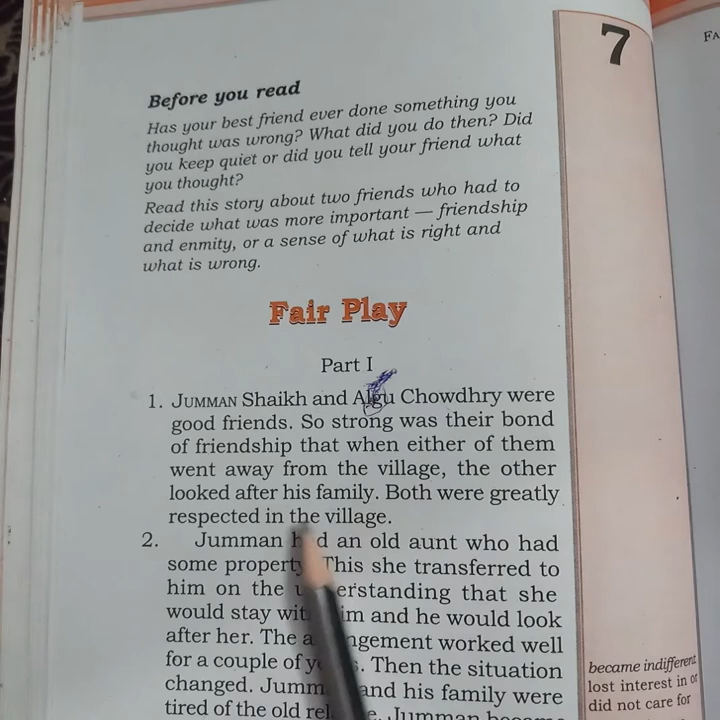 7
FA
Before you read
Has your best friend ever done something you
thought was wrong? What did you do then? Did
you keep quiet or did you tell your friend what
you thought?
Read this story about two friends who had to
decide what was more important — friendship
and enmity, or a sense of what is right and
what is wrong.
Fair Play
Part I
1. JUMMAN Shaikh and Algu Chowdhry were
good friends. So strong was their bond
of friendship that when either of them
went away from the village, the other
looked after his family. Both were greatly
respected in the village.
2. Jumman had an old aunt who had
some property. This she transferred to
him on the understanding that she
would stay with him and he would look
after her. The arrangement worked well
for a couple of years. Then the situation
changed. Jumman and his family were
tired of the old Jumman
became indifferent
lost interest in or
did not care for